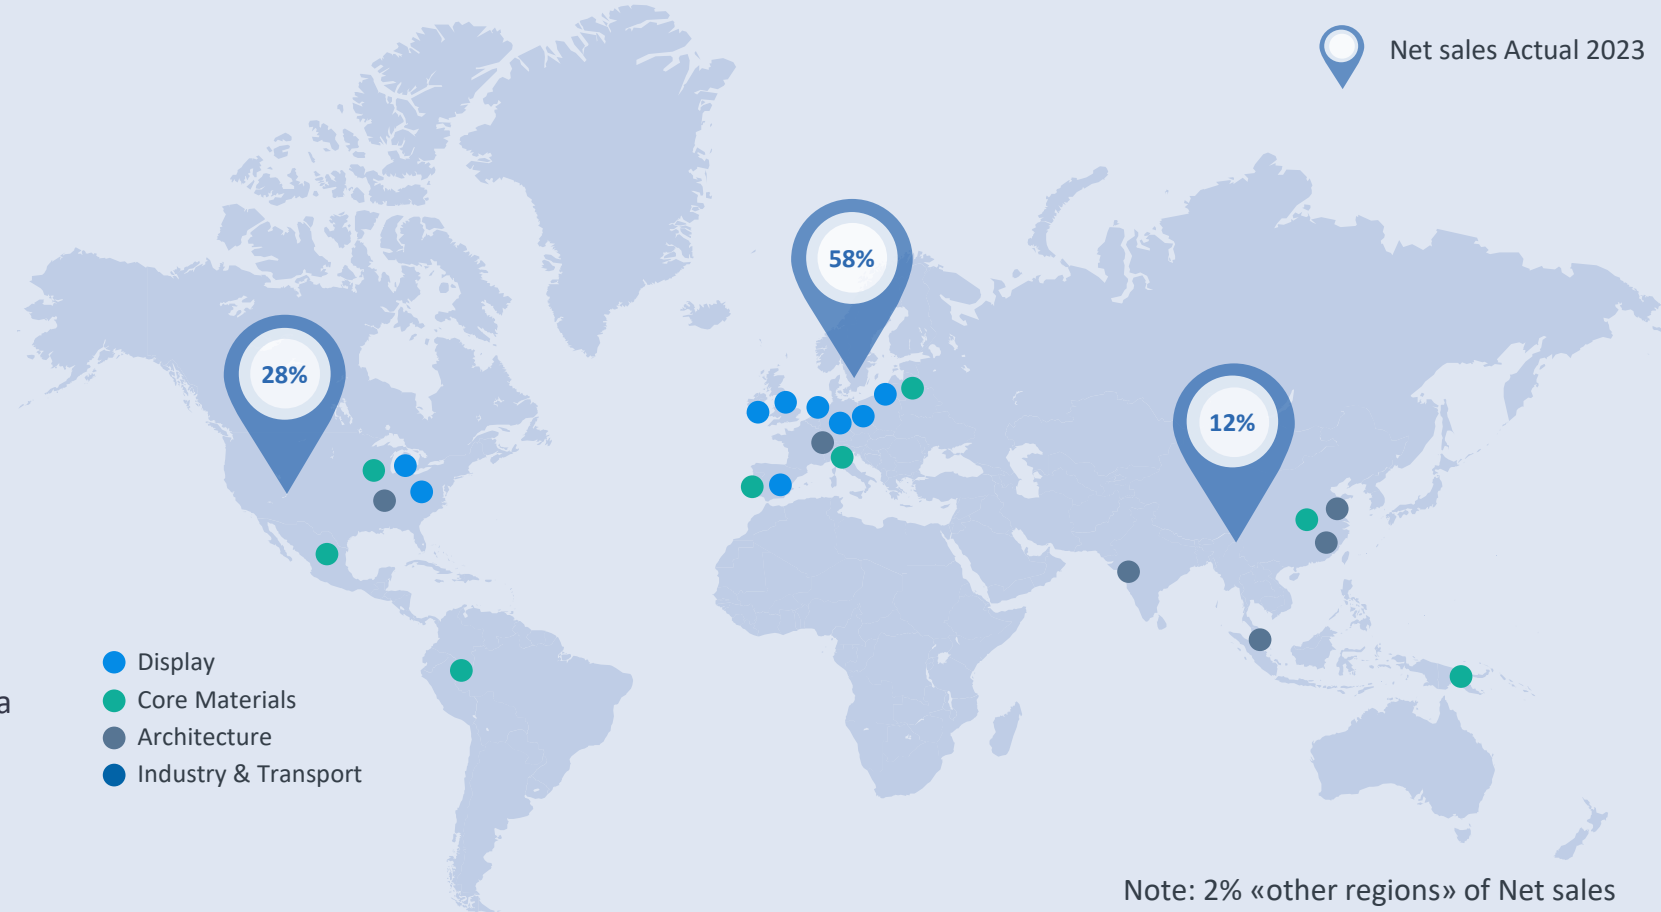 Net sales Actual 2023
58%
28%
12%
Display
Core Materials
a
Architecture
Industry & Transport
Note: 2% «other regions» of Net sales